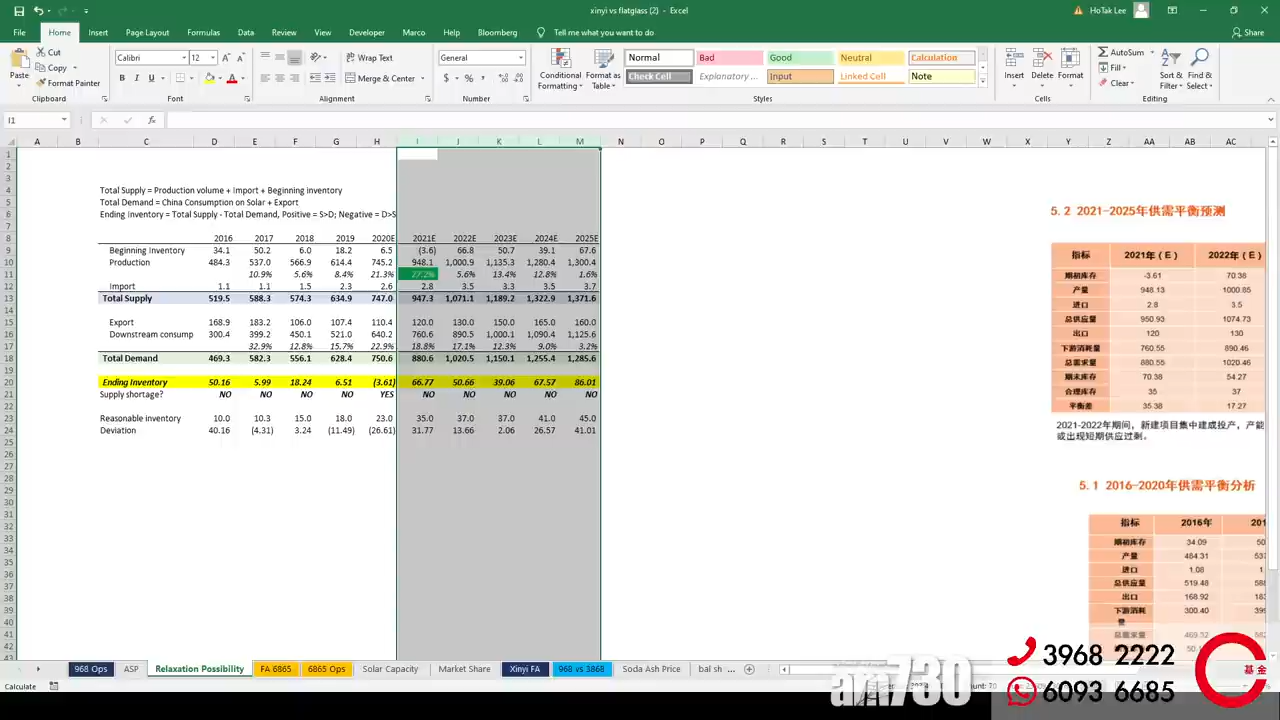 xinyi vs flatglass (2) - Excel
HoTak Lee
File Home Insert Page Layout Formulas Data Review View Developer Marco Help Bloomberg Tell me what you want to do Share
Paste Cut Copy Format Painter
Calibri 12 B I U
Wrap Text Merge & Center
General $ % ,
Conditional Formatting Format as Table
Normal Bad Good Neutral Calculation
Check Cell Explanatory ... Input Linked Cell Note
Insert Delete Format
AutoSum Fill Clear Sort & Filter Find & Select
Clipboard Font Alignment Number Styles Cells Editing
I1 fx
A B C D E F G H I J K L M N O P Q R S T U V W X Y Z AA AB AC
Total Supply = Production volume + Import + Beginning inventory
Total Demand = China Consumption on Solar + Export
Ending Inventory = Total Supply - Total Demand, Positive = S>D; Negative = D>S
2016 2017 2018 2019 2020E 2021E 2022E 2023E 2024E 2025E
Beginning Inventory 34.1 50.2 6.0 18.2 6.5 (3.6) 66.8 50.7 39.1 67.6
Production 484.3 537.0 566.9 614.4 745.2 948.1 1,000.9 1,135.3 1,280.4 1,300.4
10.9% 5.6% 8.4% 21.3% 27.2% 5.6% 13.4% 12.8% 1.6%
Import 1.1 1.1 1.5 2.3 2.6 2.8 3.5 3.3 3.5 3.7
Total Supply 519.5 588.3 574.3 634.9 747.0 947.3 1,071.1 1,189.2 1,322.9 1,371.6
Export 168.9 183.2 106.0 107.4 110.4 120.0 130.0 150.0 165.0 160.0
Downstream consump 300.4 399.2 450.1 521.0 640.2 760.6 890.5 1,000.1 1,090.4 1,125.6
32.9% 12.8% 15.7% 22.9% 18.8% 17.1% 12.3% 9.0% 3.2%
Total Demand 469.3 582.3 556.1 628.4 750.6 880.6 1,020.5 1,150.1 1,255.4 1,285.6
Ending Inventory 50.16 5.99 18.24 6.51 (3.61) 66.77 50.66 39.06 67.57 86.01
Supply shortage? NO NO NO NO YES NO NO NO NO NO
Reasonable inventory 10.0 10.3 15.0 18.0 23.0 35.0 37.0 37.0 41.0 45.0
Deviation 40.16 (4.31) 3.24 (11.49) (26.61) 31.77 13.66 2.06 26.57 41.01
5.2 2021-2025年供需平衡预测
指标 2021年（E） 2022年（E）
期初库存 -3.61 70.38
产量 948.13 1000.85
进口 2.8 3.5
总供应量 950.93 1074.73
出口 120 130
下游消耗量 760.55 890.46
总需求量 880.55 1020.46
期末库存 70.38 54.27
合理库存 35 37
平衡差 35.38 17.27
2021-2022年期间，新建项目集中建成投产，产能
或出现短期供应过剩。
5.1 2016-2020年供需平衡分析
指标 2016年 201
期初库存 34.09 50
产量 484.31 537
进口 1.08 1.
总供应量 519.48 588
出口 168.92 183
下游消耗量 300.40 399
总需求量 469.32
968 Ops ASP Relaxation Possibility FA 6865 6865 Ops Solar Capacity Market Share Xinyi FA 968 vs 3868 Soda Ash Price bal sh ...
Calculate
am730
3968 2222
6093 6685
基金